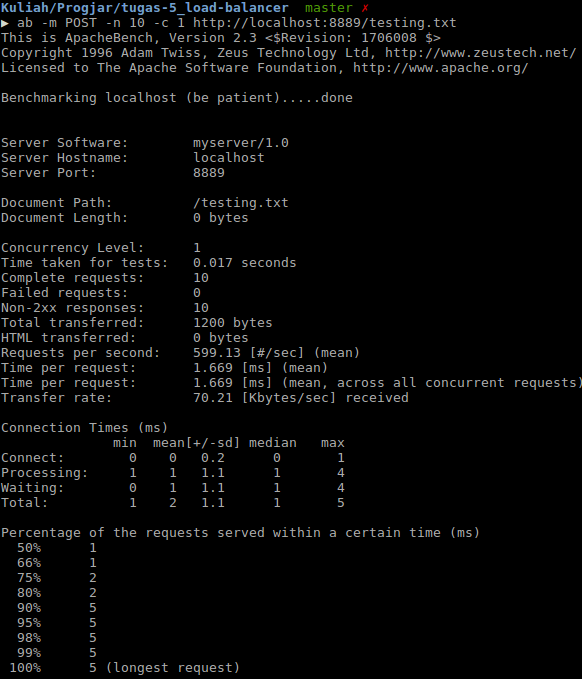 Kuliah/Progjar/tugas-5_load-balancer  master ✗
▶ ab -m POST -n 10 -c 1 http://localhost:8889/testing.txt
This is ApacheBench, Version 2.3 <$Revision: 1706008 $>
Copyright 1996 Adam Twiss, Zeus Technology Ltd, http://www.zeustech.net/
Licensed to The Apache Software Foundation, http://www.apache.org/

Benchmarking localhost (be patient).....done


Server Software:        myserver/1.0
Server Hostname:        localhost
Server Port:            8889

Document Path:          /testing.txt
Document Length:        0 bytes

Concurrency Level:      1
Time taken for tests:   0.017 seconds
Complete requests:      10
Failed requests:        0
Non-2xx responses:      10
Total transferred:      1200 bytes
HTML transferred:       0 bytes
Requests per second:    599.13 [#/sec] (mean)
Time per request:       1.669 [ms] (mean)
Time per request:       1.669 [ms] (mean, across all concurrent requests)
Transfer rate:          70.21 [Kbytes/sec] received

Connection Times (ms)
              min  mean[+/-sd] median   max
Connect:        0    0   0.2      0       1
Processing:     1    1   1.1      1       4
Waiting:        0    1   1.1      1       4
Total:          1    2   1.1      1       5

Percentage of the requests served within a certain time (ms)
  50%      1
  66%      1
  75%      2
  80%      2
  90%      5
  95%      5
  98%      5
  99%      5
 100%      5 (longest request)